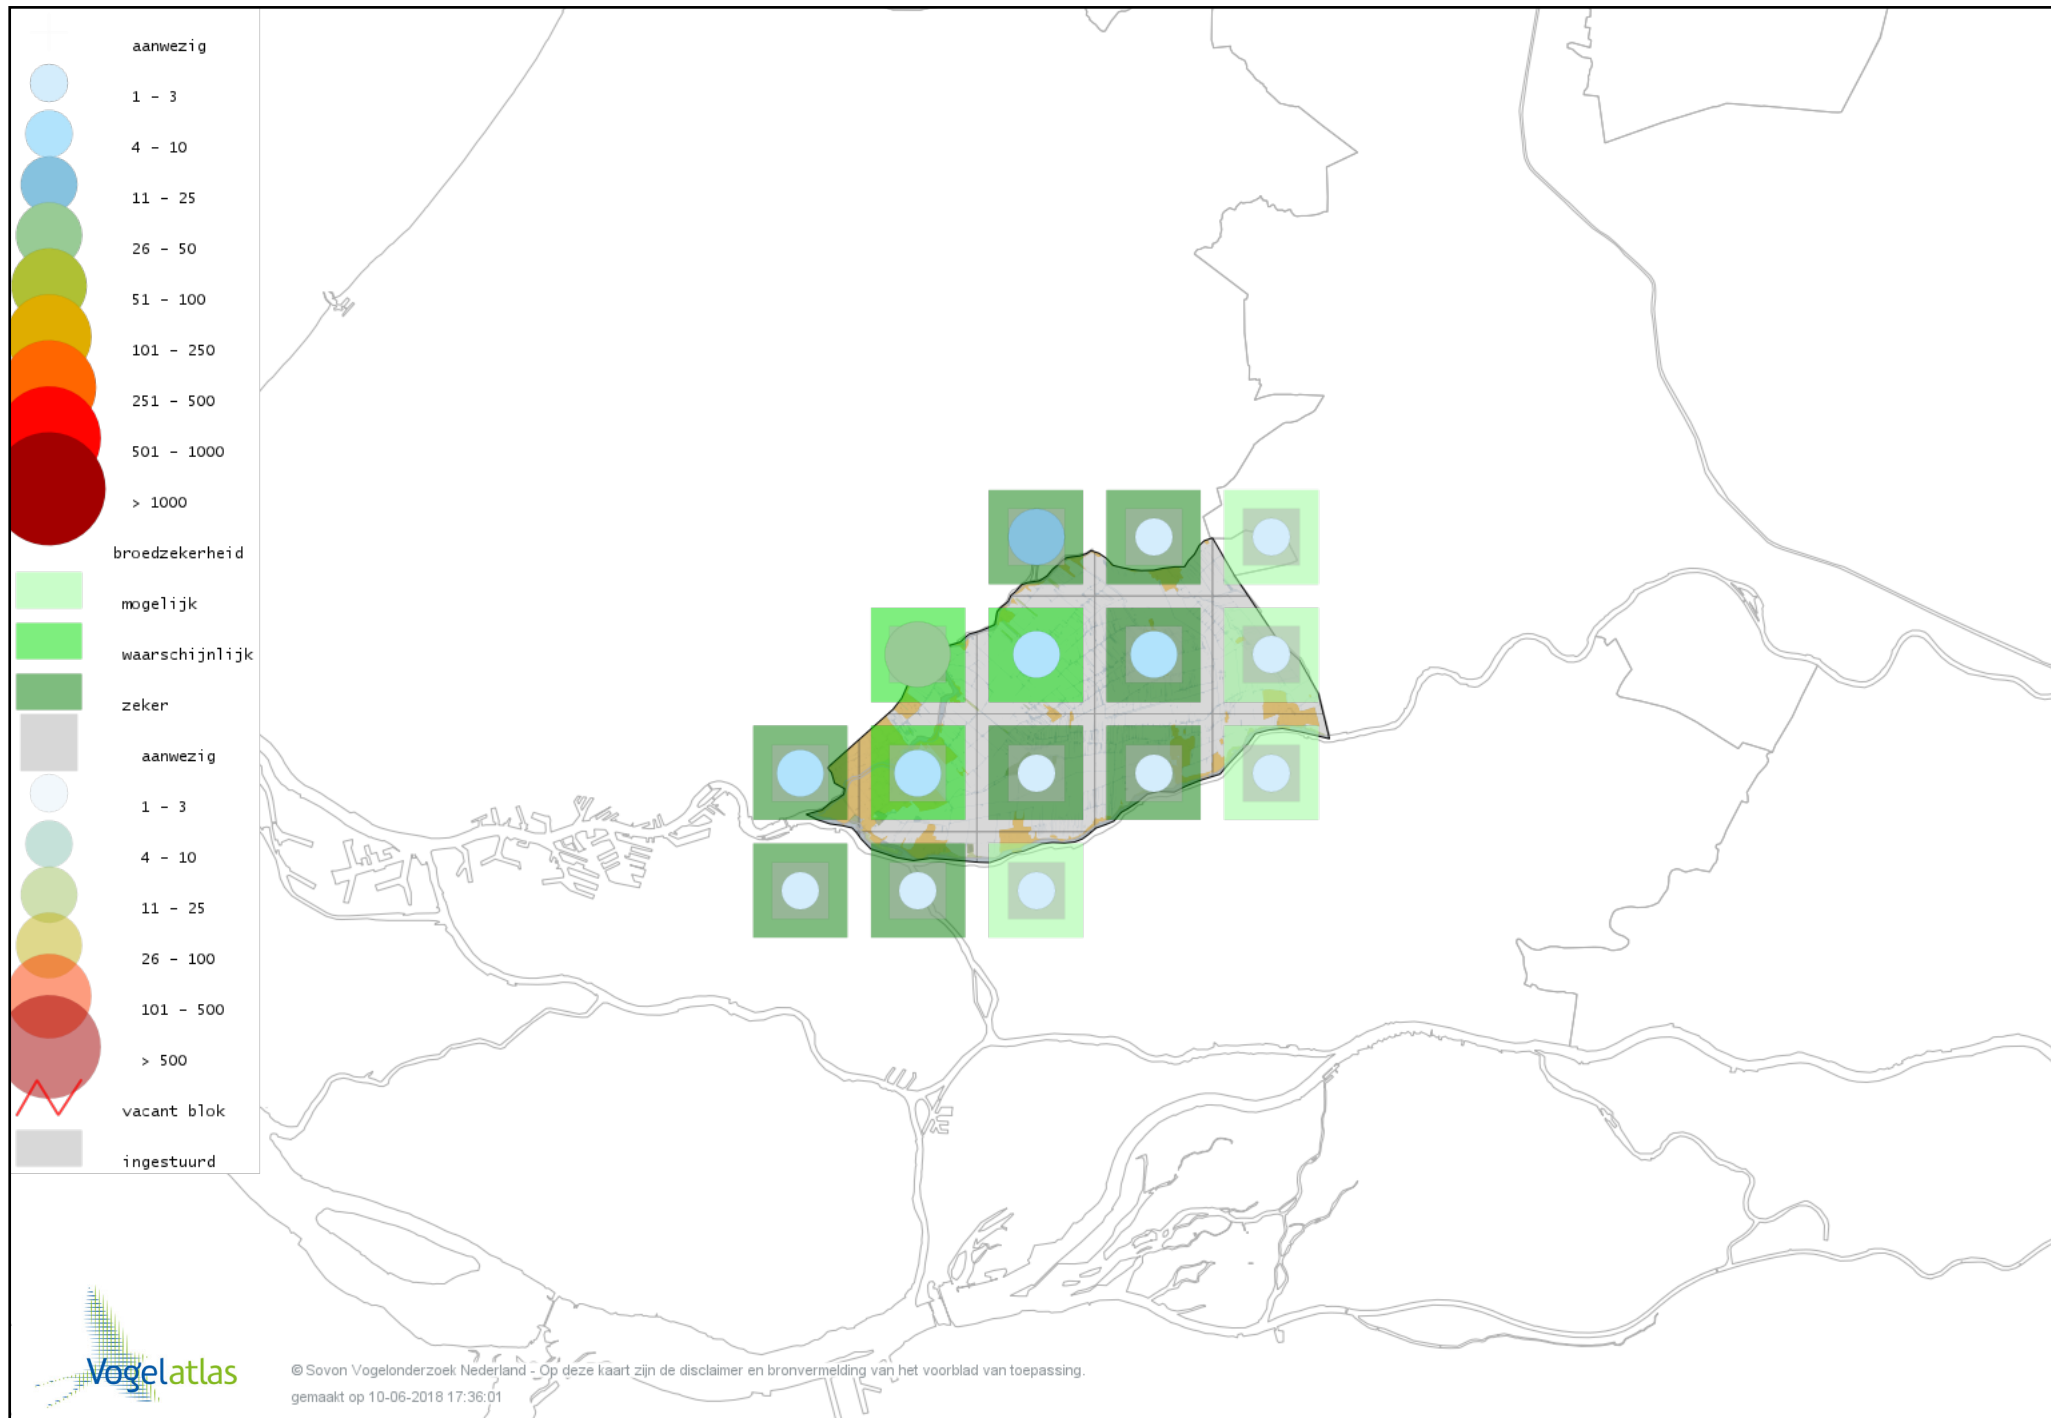 aanwezig
1 - 3
4 - 10
11 - 25
26 - 50
51 - 100
101 - 250
251 - 500
501 - 1000
> 1000
broedzekerheid
mogelijk
waarschijnlijk
zeker
aanwezig
1 - 3
4 - 10
11 - 25
26 - 100
101 - 500
> 500
vacant blok
ingestuurd
Vogelatlas
© Sovon Vogelonderzoek Nederland - Op deze kaart zijn de disclaimer en bronvermelding van het voorblad van toepassing.
gemaakt op 10-06-2018 17:36:01